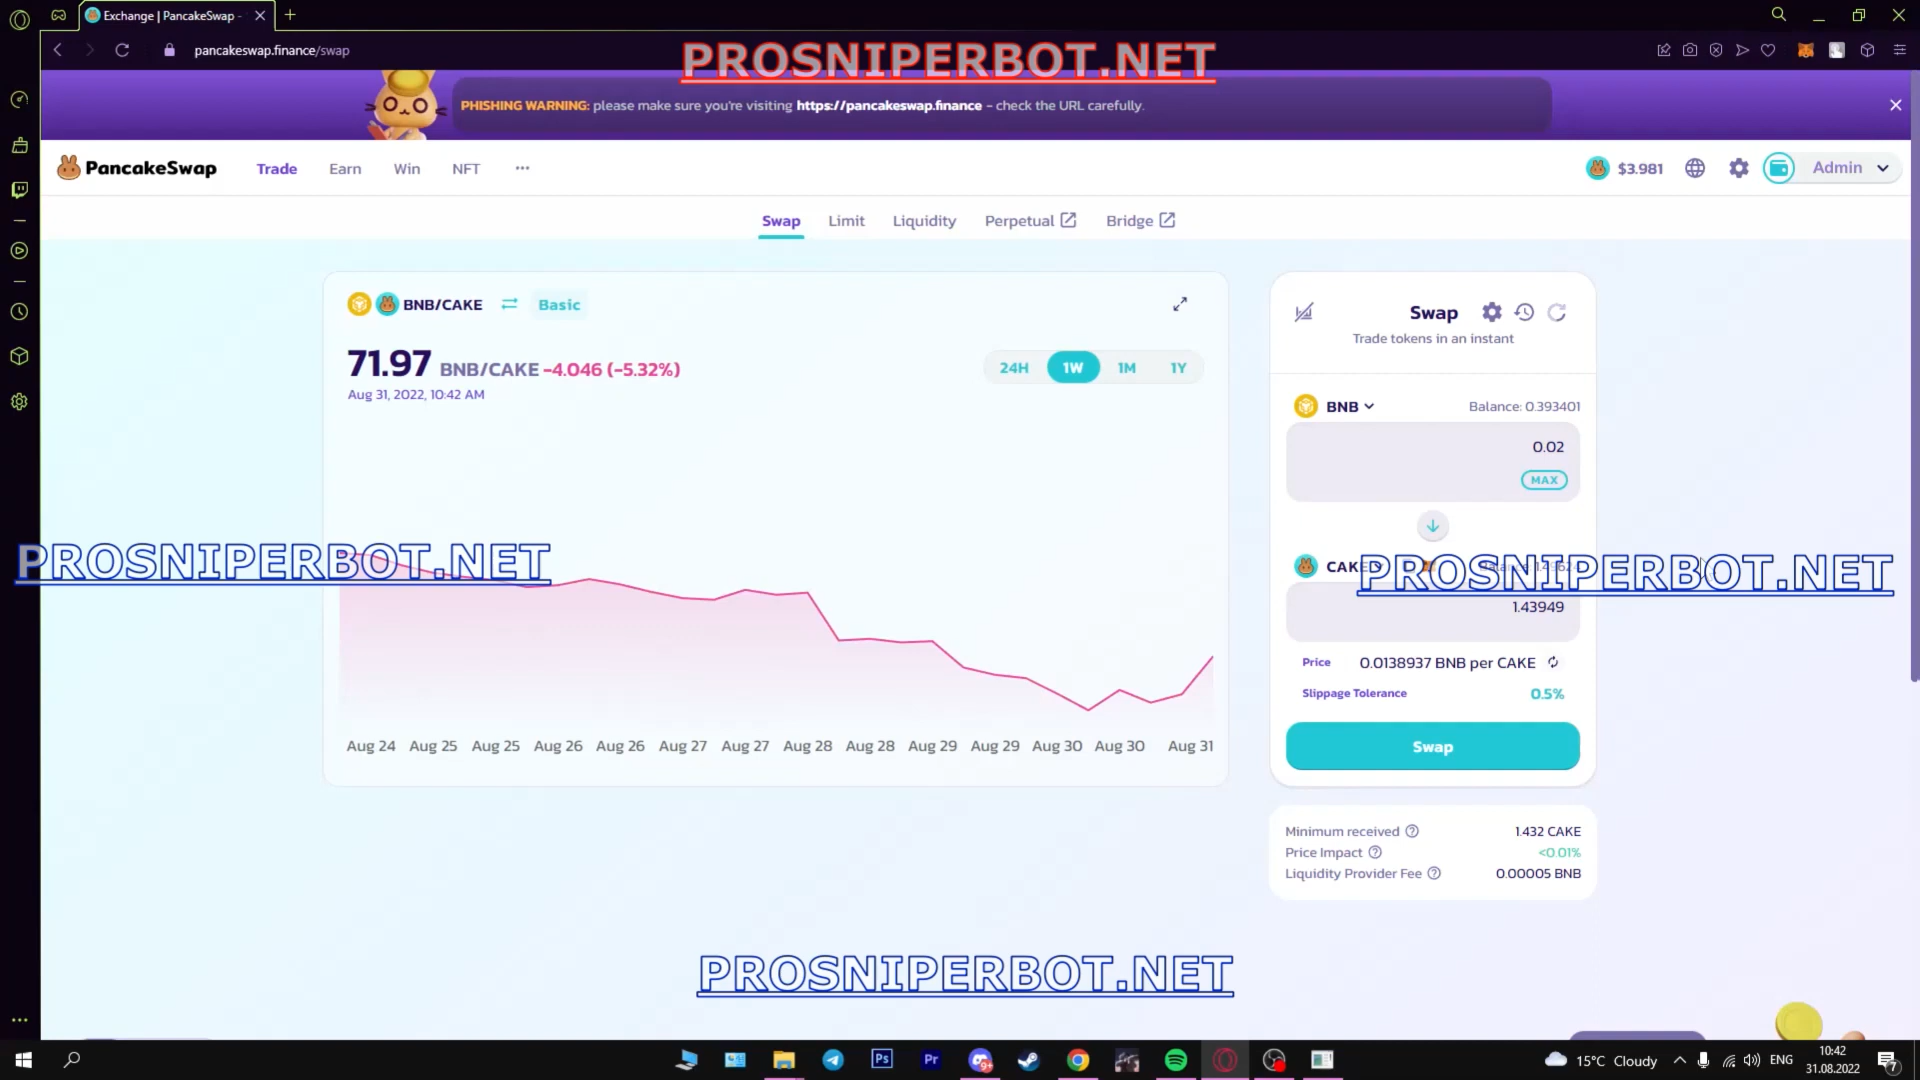 Exchange | PancakeSwap -
pancakeswap.finance/swap
PROSNIPERBOT.NET
PHISHING WARNING: please make sure you're visiting https://pancakeswap.finance - check the URL carefully.
PancakeSwap Trade Earn Win NFT ... $3.981 Admin
Swap Limit Liquidity Perpetual Bridge
BNB/CAKE Basic
71.97 BNB/CAKE -4.046 (-5.32%)
Aug 31, 2022, 10:42 AM
24H 1W 1M 1Y
Aug 24 Aug 25 Aug 25 Aug 26 Aug 26 Aug 27 Aug 27 Aug 28 Aug 28 Aug 29 Aug 29 Aug 30 Aug 30 Aug 31
PROSNIPERBOT.NET
Swap
Trade tokens in an instant
BNB Balance: 0.393401
0.02
MAX
CAKE
PROSNIPERBOT.NET
1.43949
Price 0.0138937 BNB per CAKE
Slippage Tolerance 0.5%
Swap
Minimum received 1.432 CAKE
Price Impact <0.01%
Liquidity Provider Fee 0.00005 BNB
PROSNIPERBOT.NET
Ps Pr 9+ 15°C Cloudy ENG 10:42
31.08.2022 7